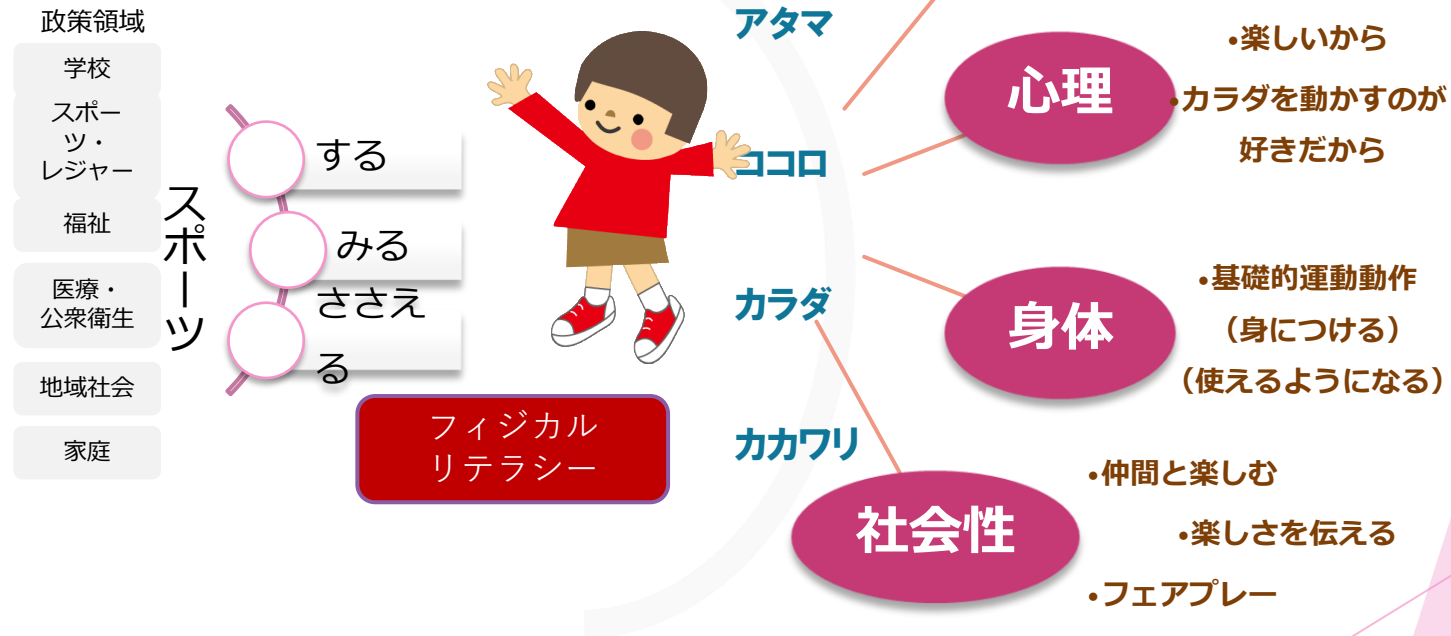 政策領域
学校
スポー
ツ・
レジャー
福祉
医療・
公衆衛生
地域社会
家庭
スポーツ
する
みる
ささえ
る
フィジカル
リテラシー
アタマ
ココロ
カラダ
カカワリ
心理
•楽しいから
•カラダを動かすのが
好きだから
身体
•基礎的運動動作
（身につける）
（使えるようになる）
社会性
•仲間と楽しむ
•楽しさを伝える
•フェアプレー